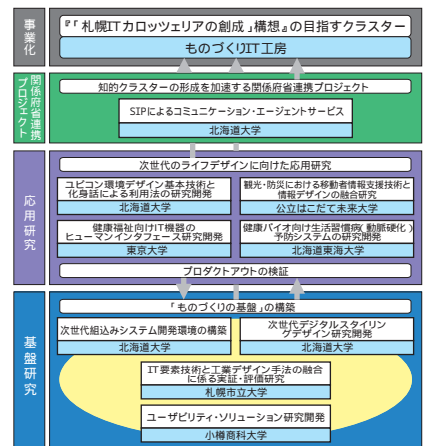 事業化
『「札幌ITカロッツェリアの創成」構想』の目指すクラスター
ものづくりIT工房
関係府省連携
プロジェクト
知的クラスターの形成を加速する関係府省連携プロジェクト
SIPによるコミュニケーション・エージェントサービス
北海道大学
応用研究
次世代のライフデザインに向けた応用研究
ユビコン環境デザイン基本技術と
化身話による利用法の研究開発
北海道大学
観光・防災における移動者情報支援技術と
情報デザインの融合研究
公立はこだて未来大学
健康福祉向けIT機器の
ヒューマンインタフェース研究開発
東京大学
健康バイオ向け生活習慣病(動脈硬化)
予防システムの研究開発
北海道東海大学
プロダクトアウトの検証
基盤研究
「ものづくりの基盤」の構築
次世代組込みシステム開発環境の構築
北海道大学
次世代デジタルスタイリン
グデザイン研究開発
北海道大学
IT要素技術と工業デザイン手法の融合
に係る実証・評価研究
札幌市立大学
ユーザビリティ・ソリューション研究開発
小樽商科大学